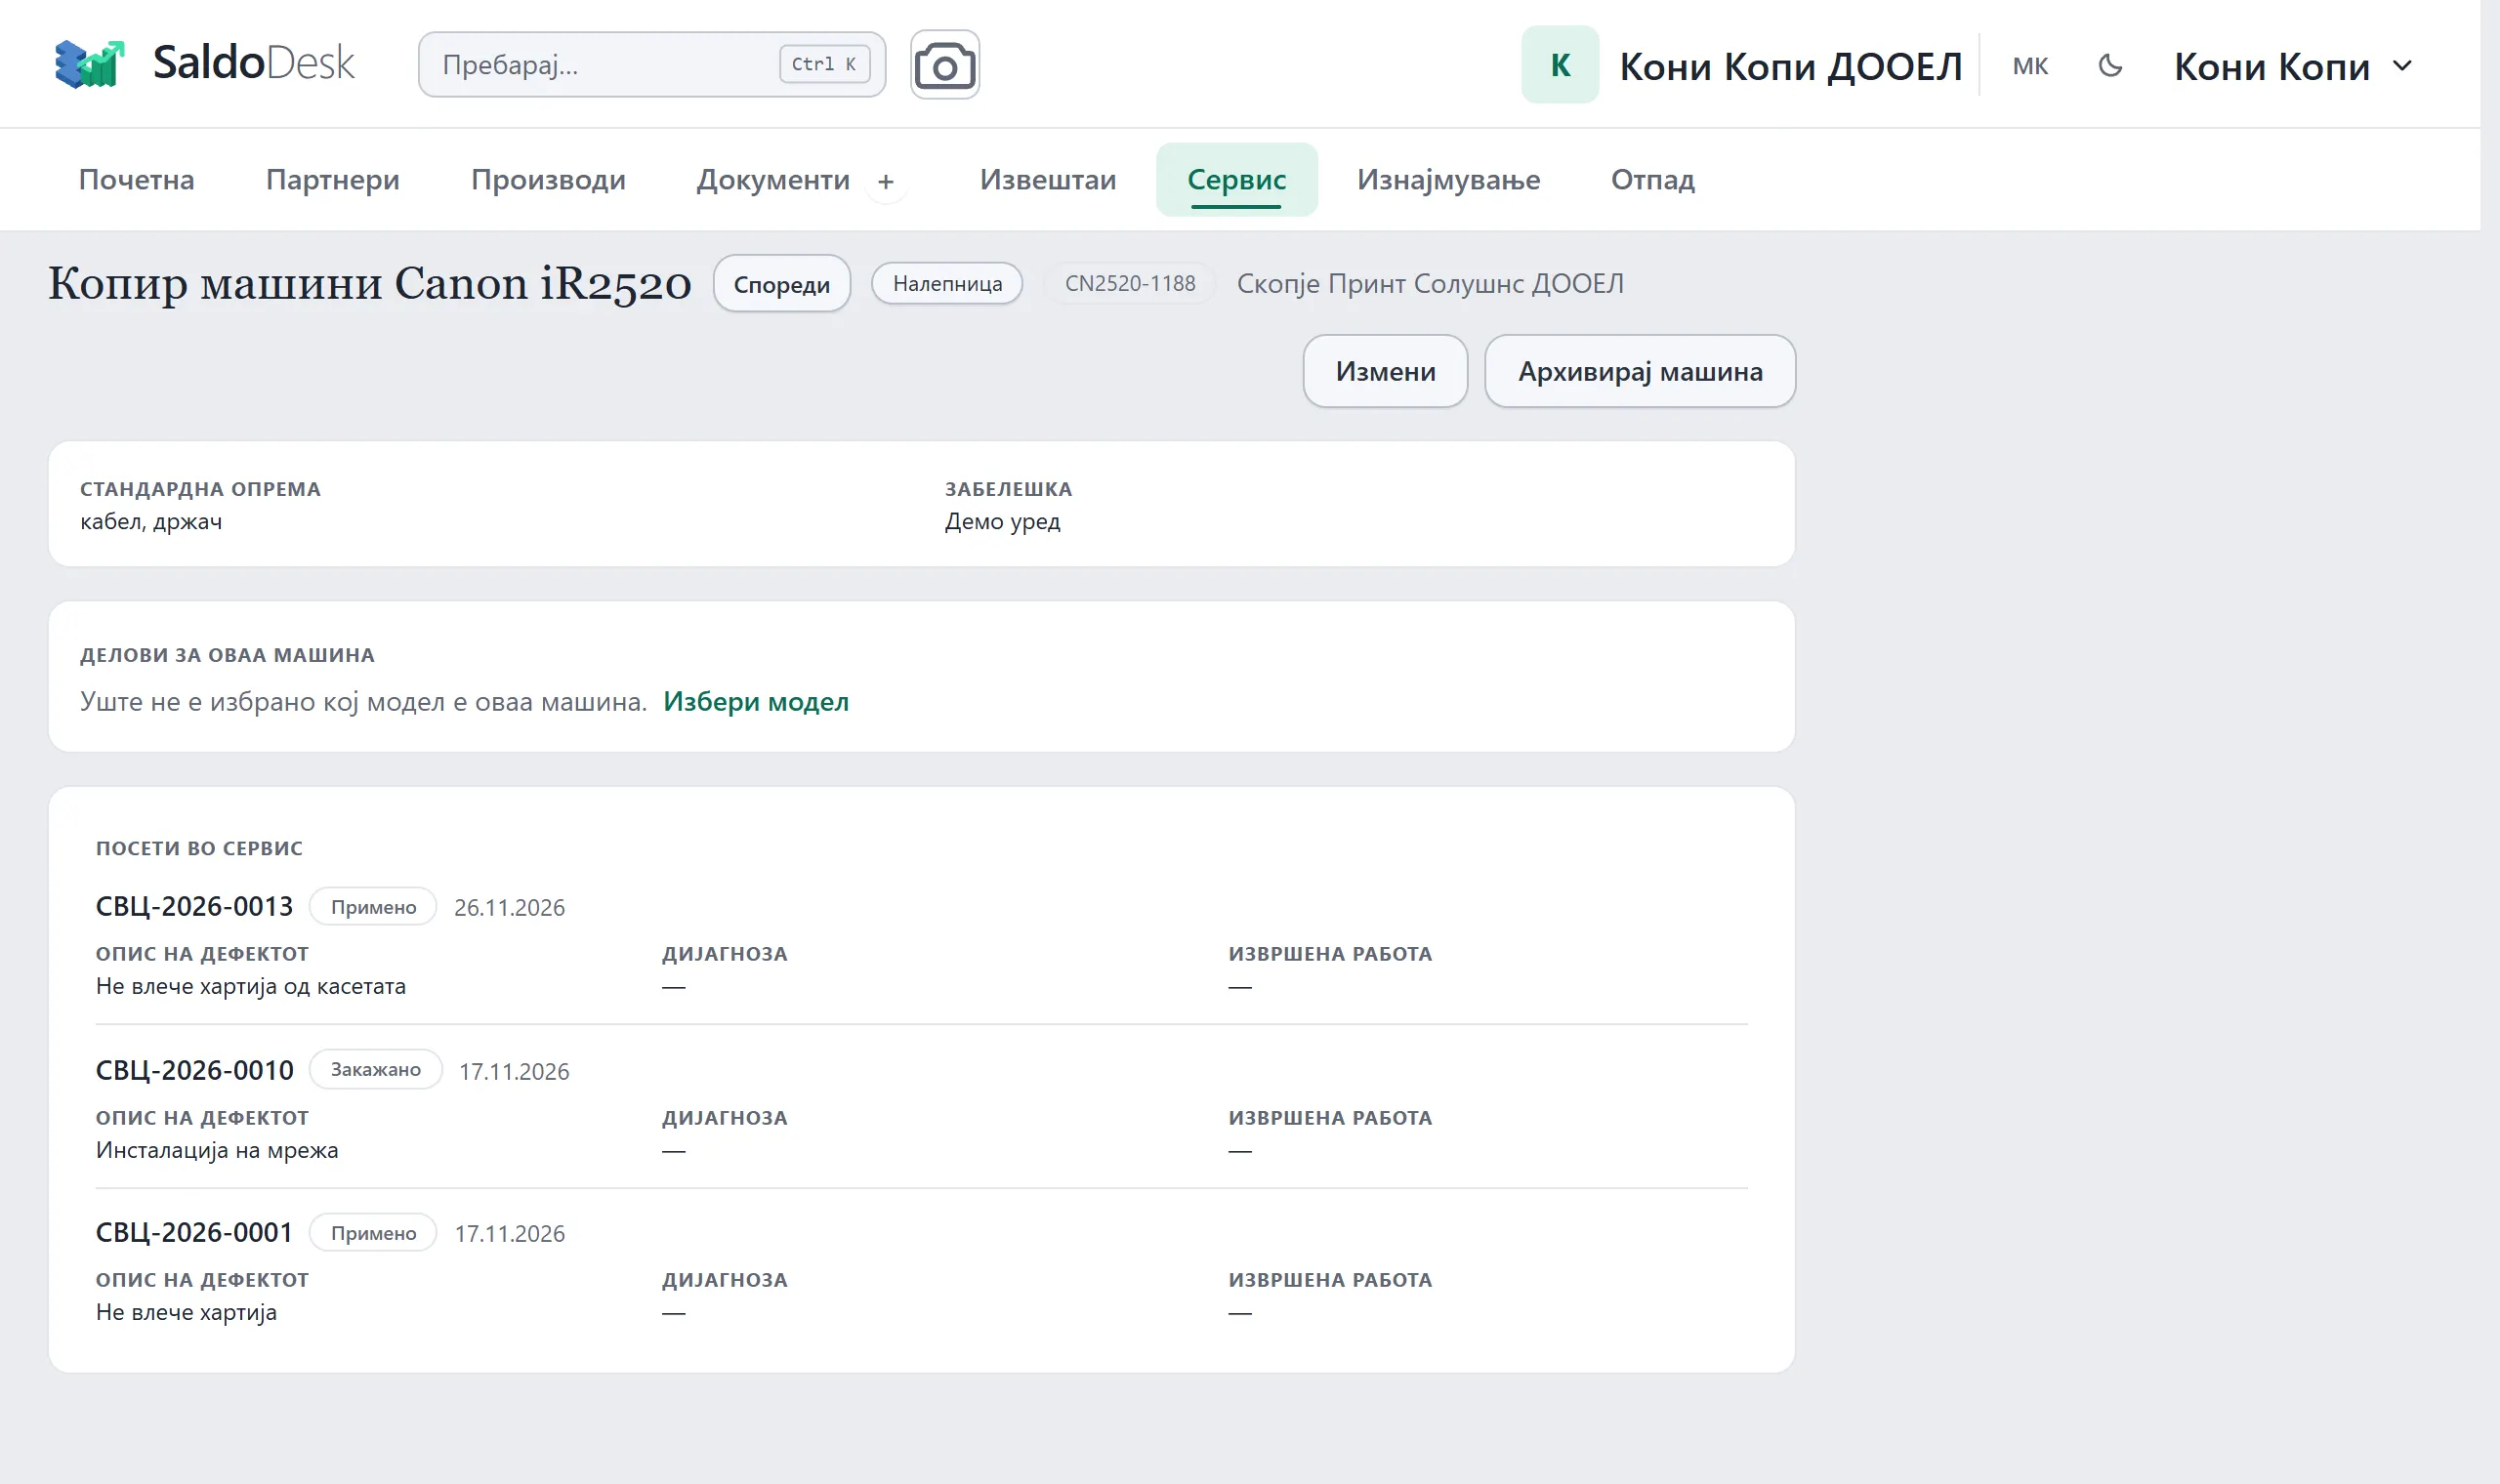 SaldoDesk
Пребарај...
Ctrl K
К
Кони Копи ДООЕЛ
МК
Кони Копи
Почетна
Партнери
Производи
Документи
+
Извештаи
Сервис
Изнајмување
Отпад
Копир машини Canon iR2520
Спореди
Налепница
CN2520-1188
Скопје Принт Солушнс ДООЕЛ
Измени
Архивирај машина
СТАНДАРДНА ОПРЕМА
кабел, држач
ЗАБЕЛЕШКА
Демо уред
ДЕЛОВИ ЗА ОВАА МАШИНА
Уште не е избрано кој модел е оваа машина. Избери модел
ПОСЕТИ ВО СЕРВИС
СВЦ-2026-0013 Примено 26.11.2026
ОПИС НА ДЕФЕКТОТ
Не влече хартија од касетата
ДИЈАГНОЗА
—
ИЗВРШЕНА РАБОТА
—
СВЦ-2026-0010 Закажано 17.11.2026
ОПИС НА ДЕФЕКТОТ
Инсталација на мрежа
ДИЈАГНОЗА
—
ИЗВРШЕНА РАБОТА
—
СВЦ-2026-0001 Примено 17.11.2026
ОПИС НА ДЕФЕКТОТ
Не влече хартија
ДИЈАГНОЗА
—
ИЗВРШЕНА РАБОТА
—